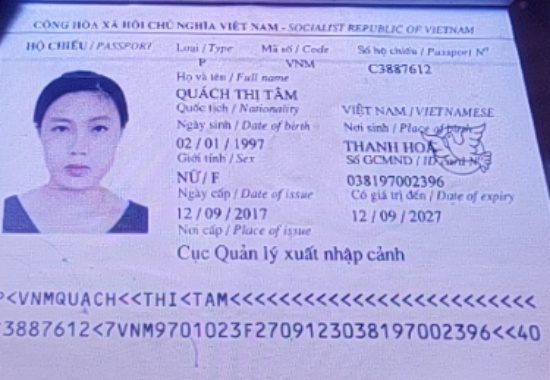 CỘNG HÒA XÃ HỘI CHỦ NGHĨA VIỆT NAM - SOCIALIST REPUBLIC OF VIETNAM
HỘ CHIẾU / PASSPORT Loại / Type Mã số / Code Số hộ chiếu / Passport Nº
P VNM C3887612
Họ và tên / Full name
QUÁCH THỊ TÂM
Quốc tịch / Nationality VIỆT NAM / VIETNAMESE
Ngày sinh / Date of birth Nơi sinh / Place of birth
02 / 01 / 1997 THANH HOÁ
Giới tính / Sex Số GCMND / ID card Nº
NỮ / F 038197002396
Ngày cấp / Date of issue Có giá trị đến / Date of expiry
12 / 09 / 2017 12 / 09 / 2027
Nơi cấp / Place of issue
Cục Quản lý xuất nhập cảnh
P<VNMQUACH<<THI<TAM<<<<<<<<<<<<<<<<<<<<<<<<<
3887612<7VNM9701023F2709123038197002396<<40